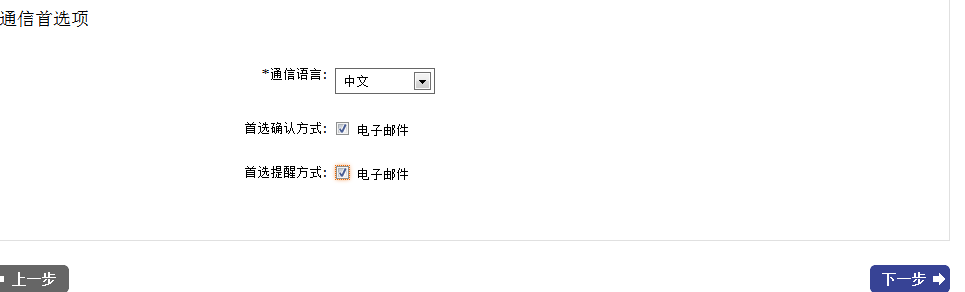 通信首选项
*通信语言: 中文
首选确认方式: 电子邮件
首选提醒方式: 电子邮件
上一步 下一步